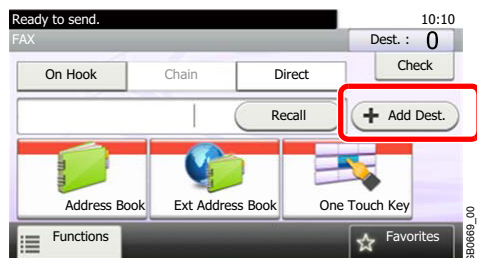 Ready to send. 10:10
FAX Dest. : 0
On Hook Chain Direct Check
Recall + Add Dest.
Address Book Ext Address Book One Touch Key
Functions Favorites
GB0669_00